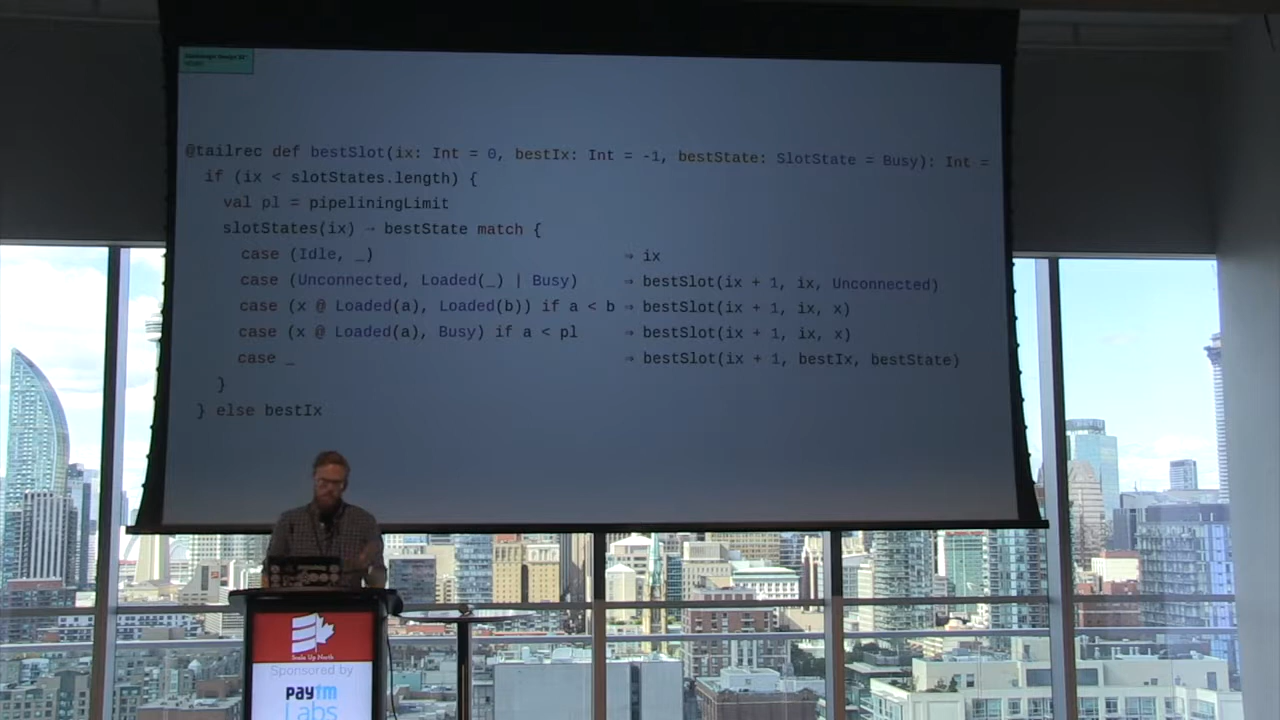 @tailrec def bestSlot(ix: Int = 0, bestIx: Int = -1, bestState: SlotState = Busy): Int =
if (ix < slotStates.length) {
val pl = pipeliningLimit
slotStates(ix) → bestState match {
case (Idle, _) ⇒ ix
case (Unconnected, Loaded(_) | Busy) ⇒ bestSlot(ix + 1, ix, Unconnected)
case (x @ Loaded(a), Loaded(b)) if a < b ⇒ bestSlot(ix + 1, ix, x)
case (x @ Loaded(a), Busy) if a < pl ⇒ bestSlot(ix + 1, ix, x)
case _ ⇒ bestSlot(ix + 1, bestIx, bestState)
}
} else bestIx
Scala Up North
Sponsored by
paytm
Labs